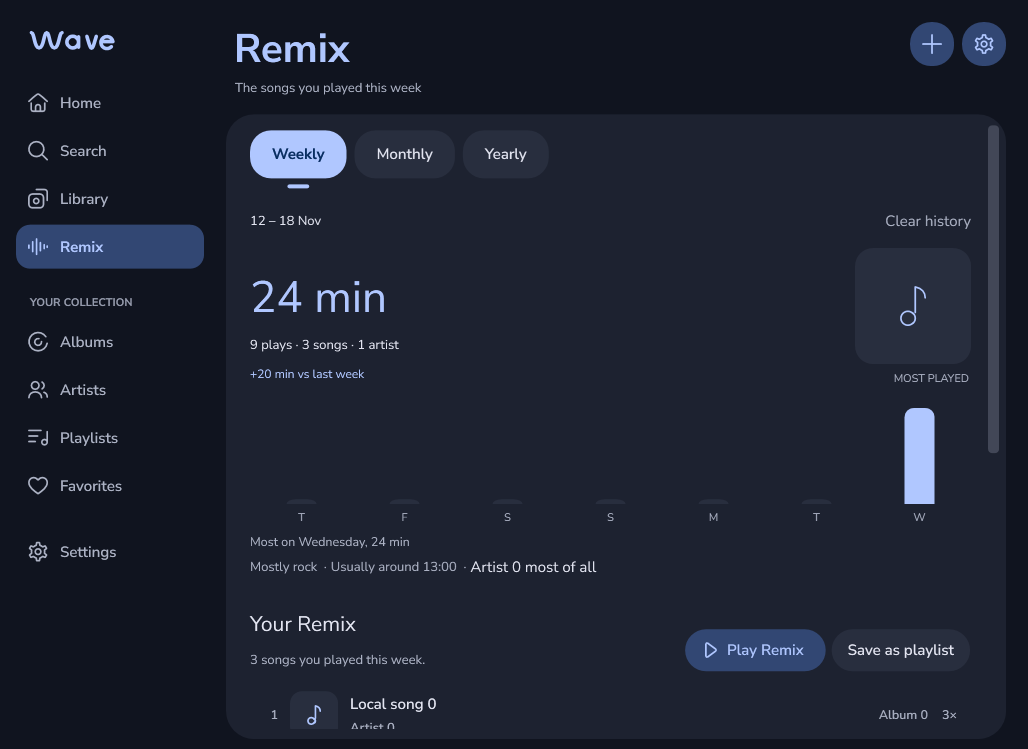 Wave
Home
Search
Library
Remix
YOUR COLLECTION
Albums
Artists
Playlists
Favorites
Settings
Remix
The songs you played this week
Weekly
Monthly
Yearly
12 – 18 Nov
Clear history
24 min
9 plays · 3 songs · 1 artist
+20 min vs last week
MOST PLAYED
T F S S M T W
Most on Wednesday, 24 min
Mostly rock · Usually around 13:00 · Artist 0 most of all
Your Remix
3 songs you played this week.
Play Remix
Save as playlist
1 Local song 0 Album 0 3×
Artist 0